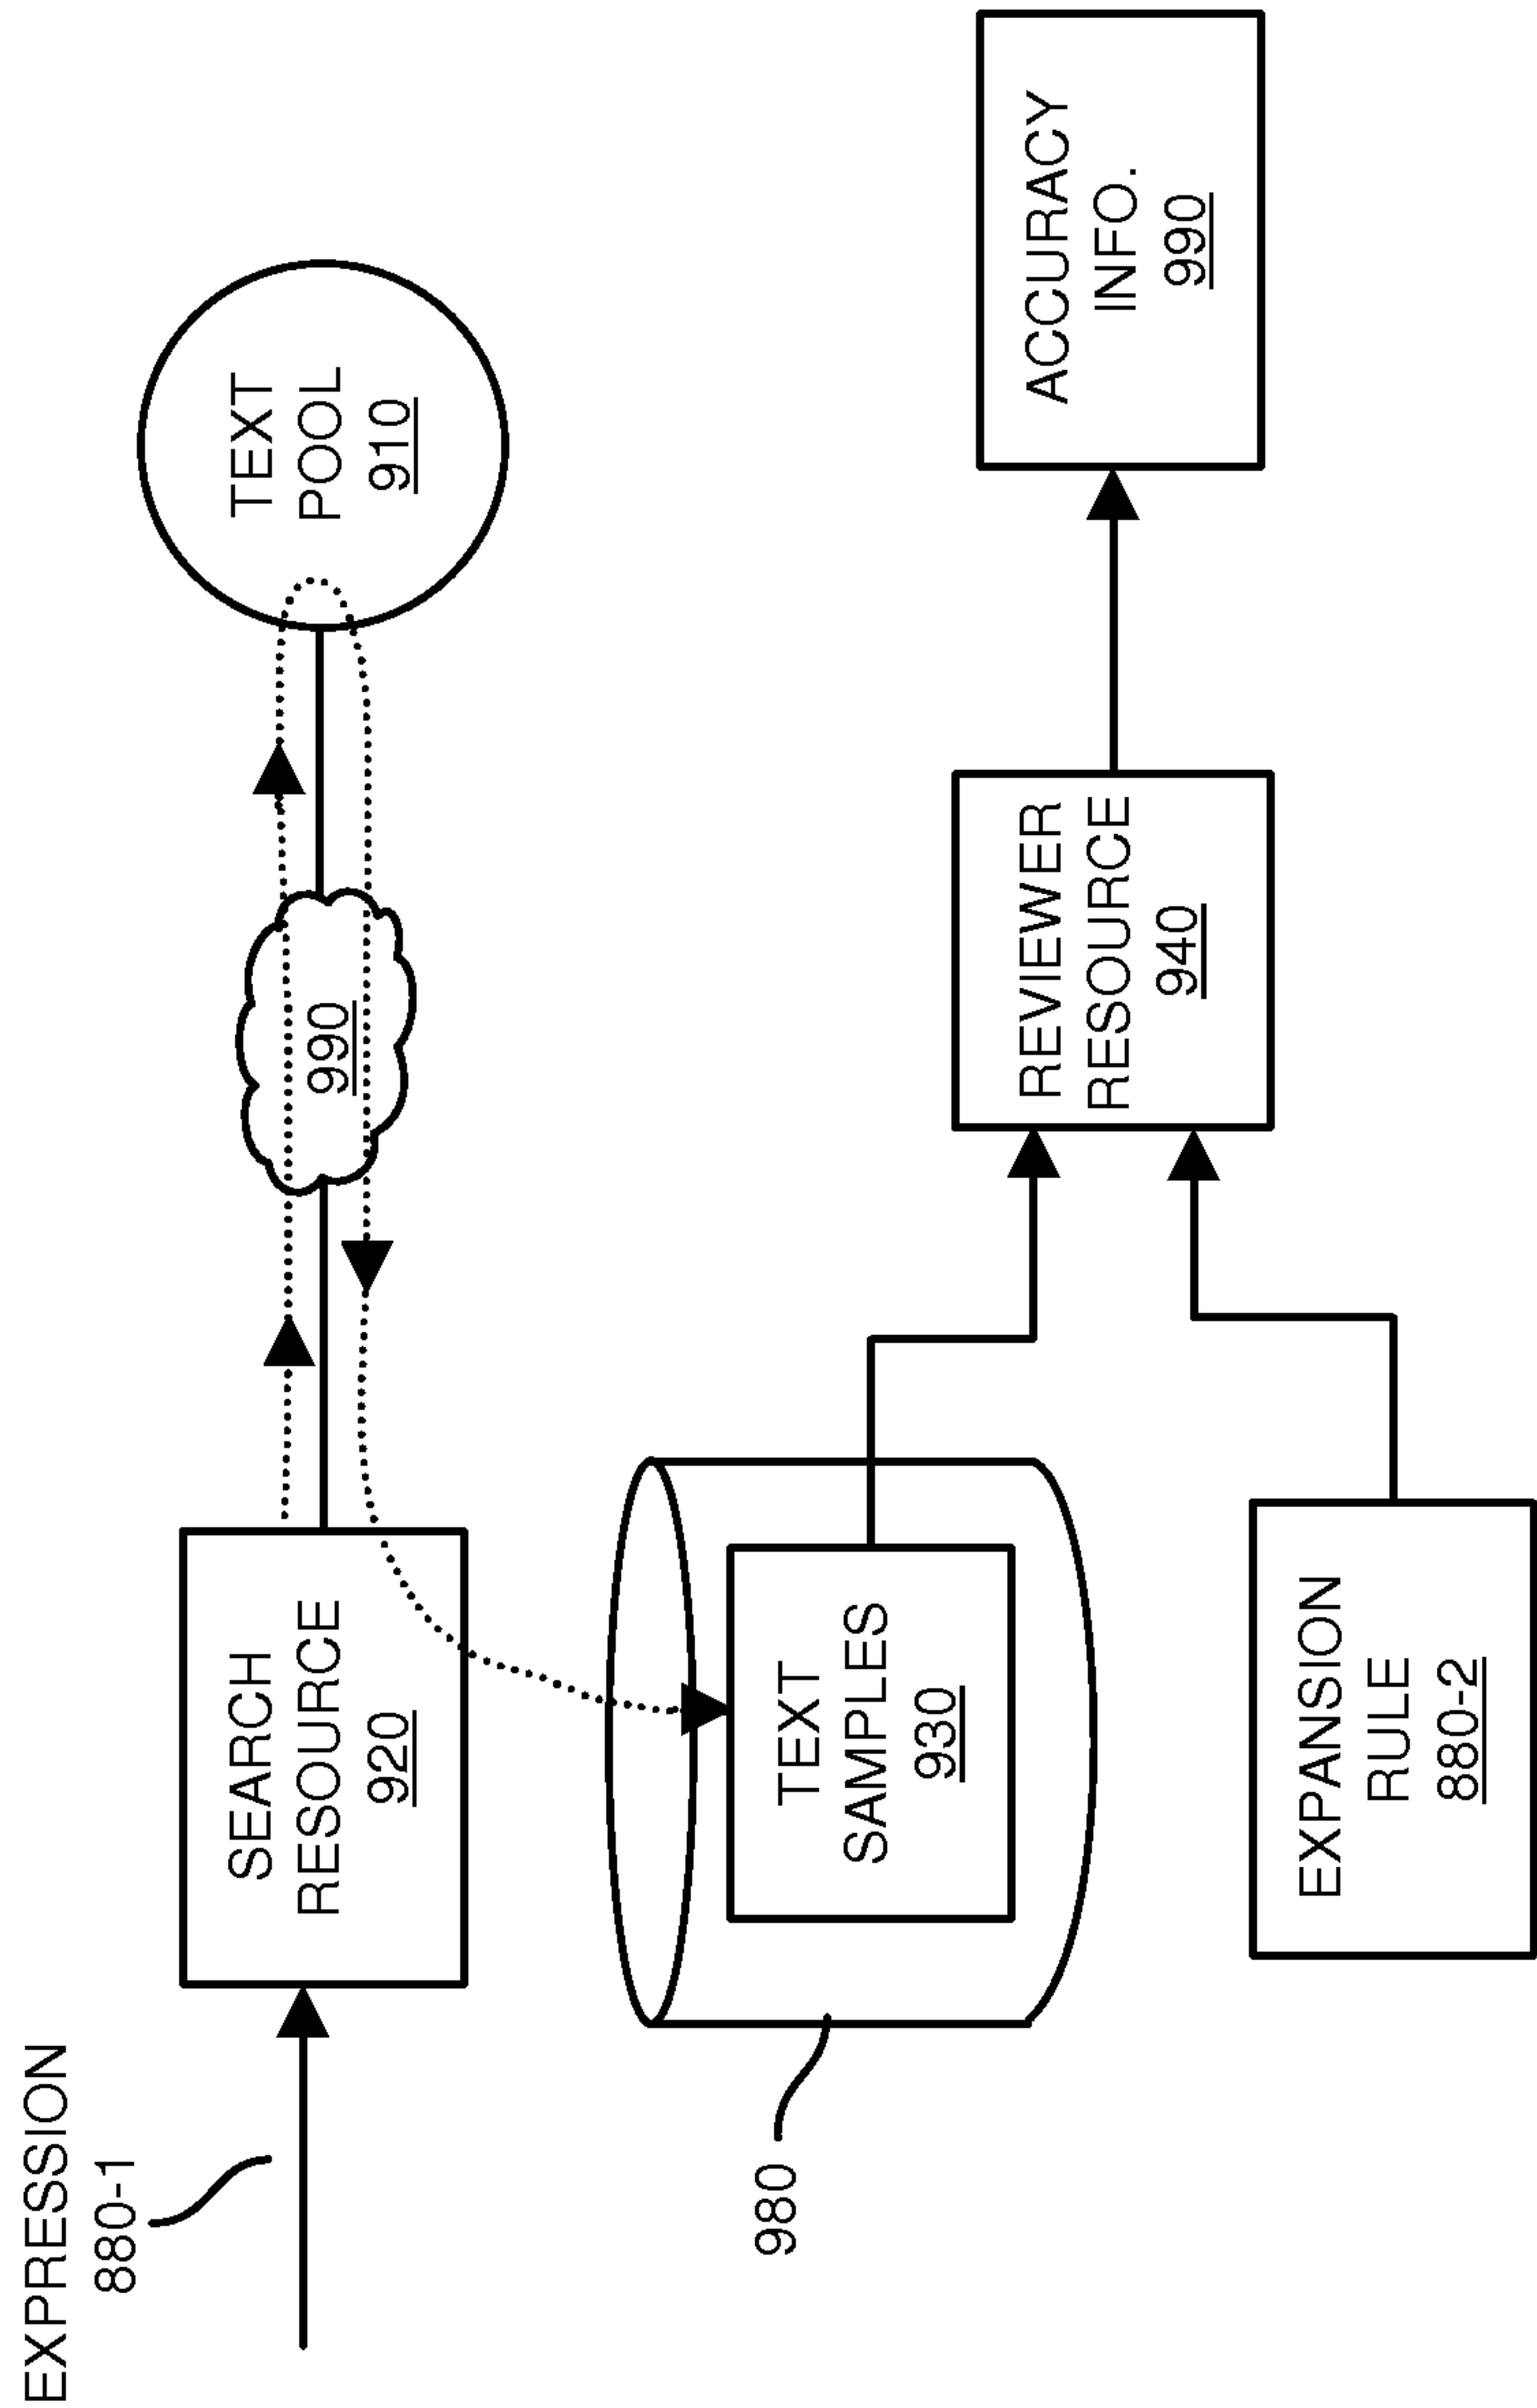 EXPRESSION
880-1
SEARCH
RESOURCE
920
990
TEXT
POOL
910
980
TEXT
SAMPLES
930
EXPANSION
RULE
880-2
REVIEWER
RESOURCE
940
ACCURACY
INFO.
990